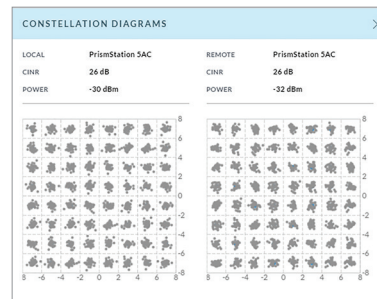 CONSTELLATION DIAGRAMS
LOCAL PrismStation 5AC REMOTE PrismStation 5AC
CINR 26 dB CINR 26 dB
POWER -30 dBm POWER -32 dBm
8 8
6 6
4 4
2 2
0 0
-2 -2
-4 -4
-6 -6
-8 -8
8 -6 -4 -2 0 2 4 6 8 8 -6 -4 -2 0 2 4 6 8